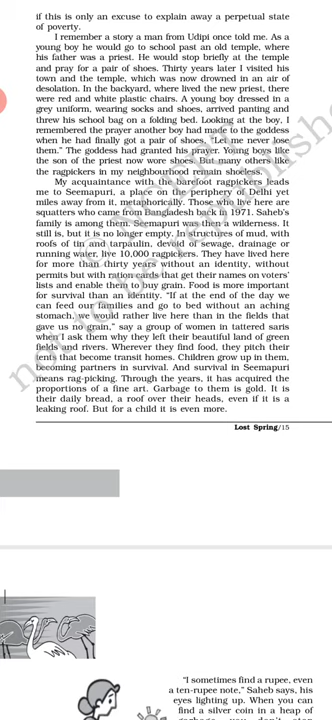 if this is only an excuse to explain away a perpetual state
of poverty.
I remember a story a man from Udipi once told me. As a
young boy he would go to school past an old temple, where
his father was a priest. He would stop briefly at the temple
and pray for a pair of shoes. Thirty years later I visited his
town and the temple, which was now drowned in an air of
desolation. In the backyard, where lived the new priest, there
were red and white plastic chairs. A young boy dressed in a
grey uniform, wearing socks and shoes, arrived panting and
threw his school bag on a folding bed. Looking at the boy, I
remembered the prayer another boy had made to the goddess
when he had finally got a pair of shoes, “Let me never lose
them.” The goddess had granted his prayer. Young boys like
the son of the priest now wore shoes. But many others like
the ragpickers in my neighbourhood remain shoeless.
My acquaintance with the barefoot ragpickers leads
me to Seemapuri, a place on the periphery of Delhi yet
miles away from it, metaphorically. Those who live here are
squatters who came from Bangladesh back in 1971. Saheb’s
family is among them. Seemapuri was then a wilderness. It
still is, but it is no longer empty. In structures of mud, with
roofs of tin and tarpaulin, devoid of sewage, drainage or
running water, live 10,000 ragpickers. They have lived here
for more than thirty years without an identity, without
permits but with ration cards that get their names on voters’
lists and enable them to buy grain. Food is more important
for survival than an identity. “If at the end of the day we
can feed our families and go to bed without an aching
stomach, we would rather live here than in the fields that
gave us no grain,” say a group of women in tattered saris
when I ask them why they left their beautiful land of green
fields and rivers. Wherever they find food, they pitch their
tents that become transit homes. Children grow up in them,
becoming partners in survival. And survival in Seemapuri
means rag-picking. Through the years, it has acquired the
proportions of a fine art. Garbage to them is gold. It is
their daily bread, a roof over their heads, even if it is a
leaking roof. But for a child it is even more.
Lost Spring/15
“I sometimes find a rupee, even
a ten-rupee note,” Saheb says, his
eyes lighting up. When you can
find a silver coin in a heap of
not to be